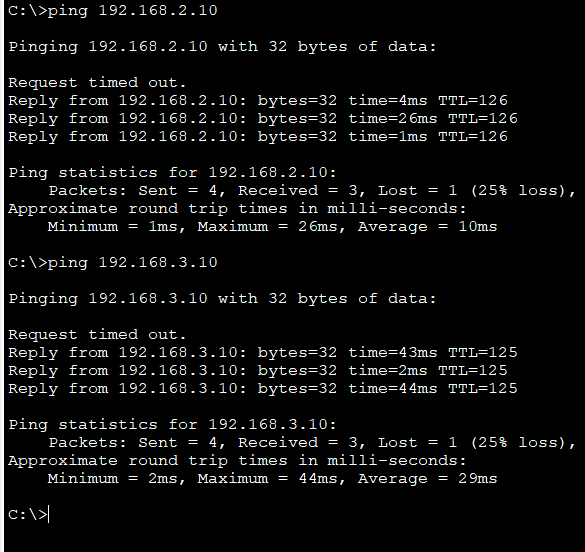 C:\>ping 192.168.2.10
Pinging 192.168.2.10 with 32 bytes of data:
Request timed out.
Reply from 192.168.2.10: bytes=32 time=4ms TTL=126
Reply from 192.168.2.10: bytes=32 time=26ms TTL=126
Reply from 192.168.2.10: bytes=32 time=1ms TTL=126
Ping statistics for 192.168.2.10:
    Packets: Sent = 4, Received = 3, Lost = 1 (25% loss),
Approximate round trip times in milli-seconds:
    Minimum = 1ms, Maximum = 26ms, Average = 10ms
C:\>ping 192.168.3.10
Pinging 192.168.3.10 with 32 bytes of data:
Request timed out.
Reply from 192.168.3.10: bytes=32 time=43ms TTL=125
Reply from 192.168.3.10: bytes=32 time=2ms TTL=125
Reply from 192.168.3.10: bytes=32 time=44ms TTL=125
Ping statistics for 192.168.3.10:
    Packets: Sent = 4, Received = 3, Lost = 1 (25% loss),
Approximate round trip times in milli-seconds:
    Minimum = 2ms, Maximum = 44ms, Average = 29ms
C:\>